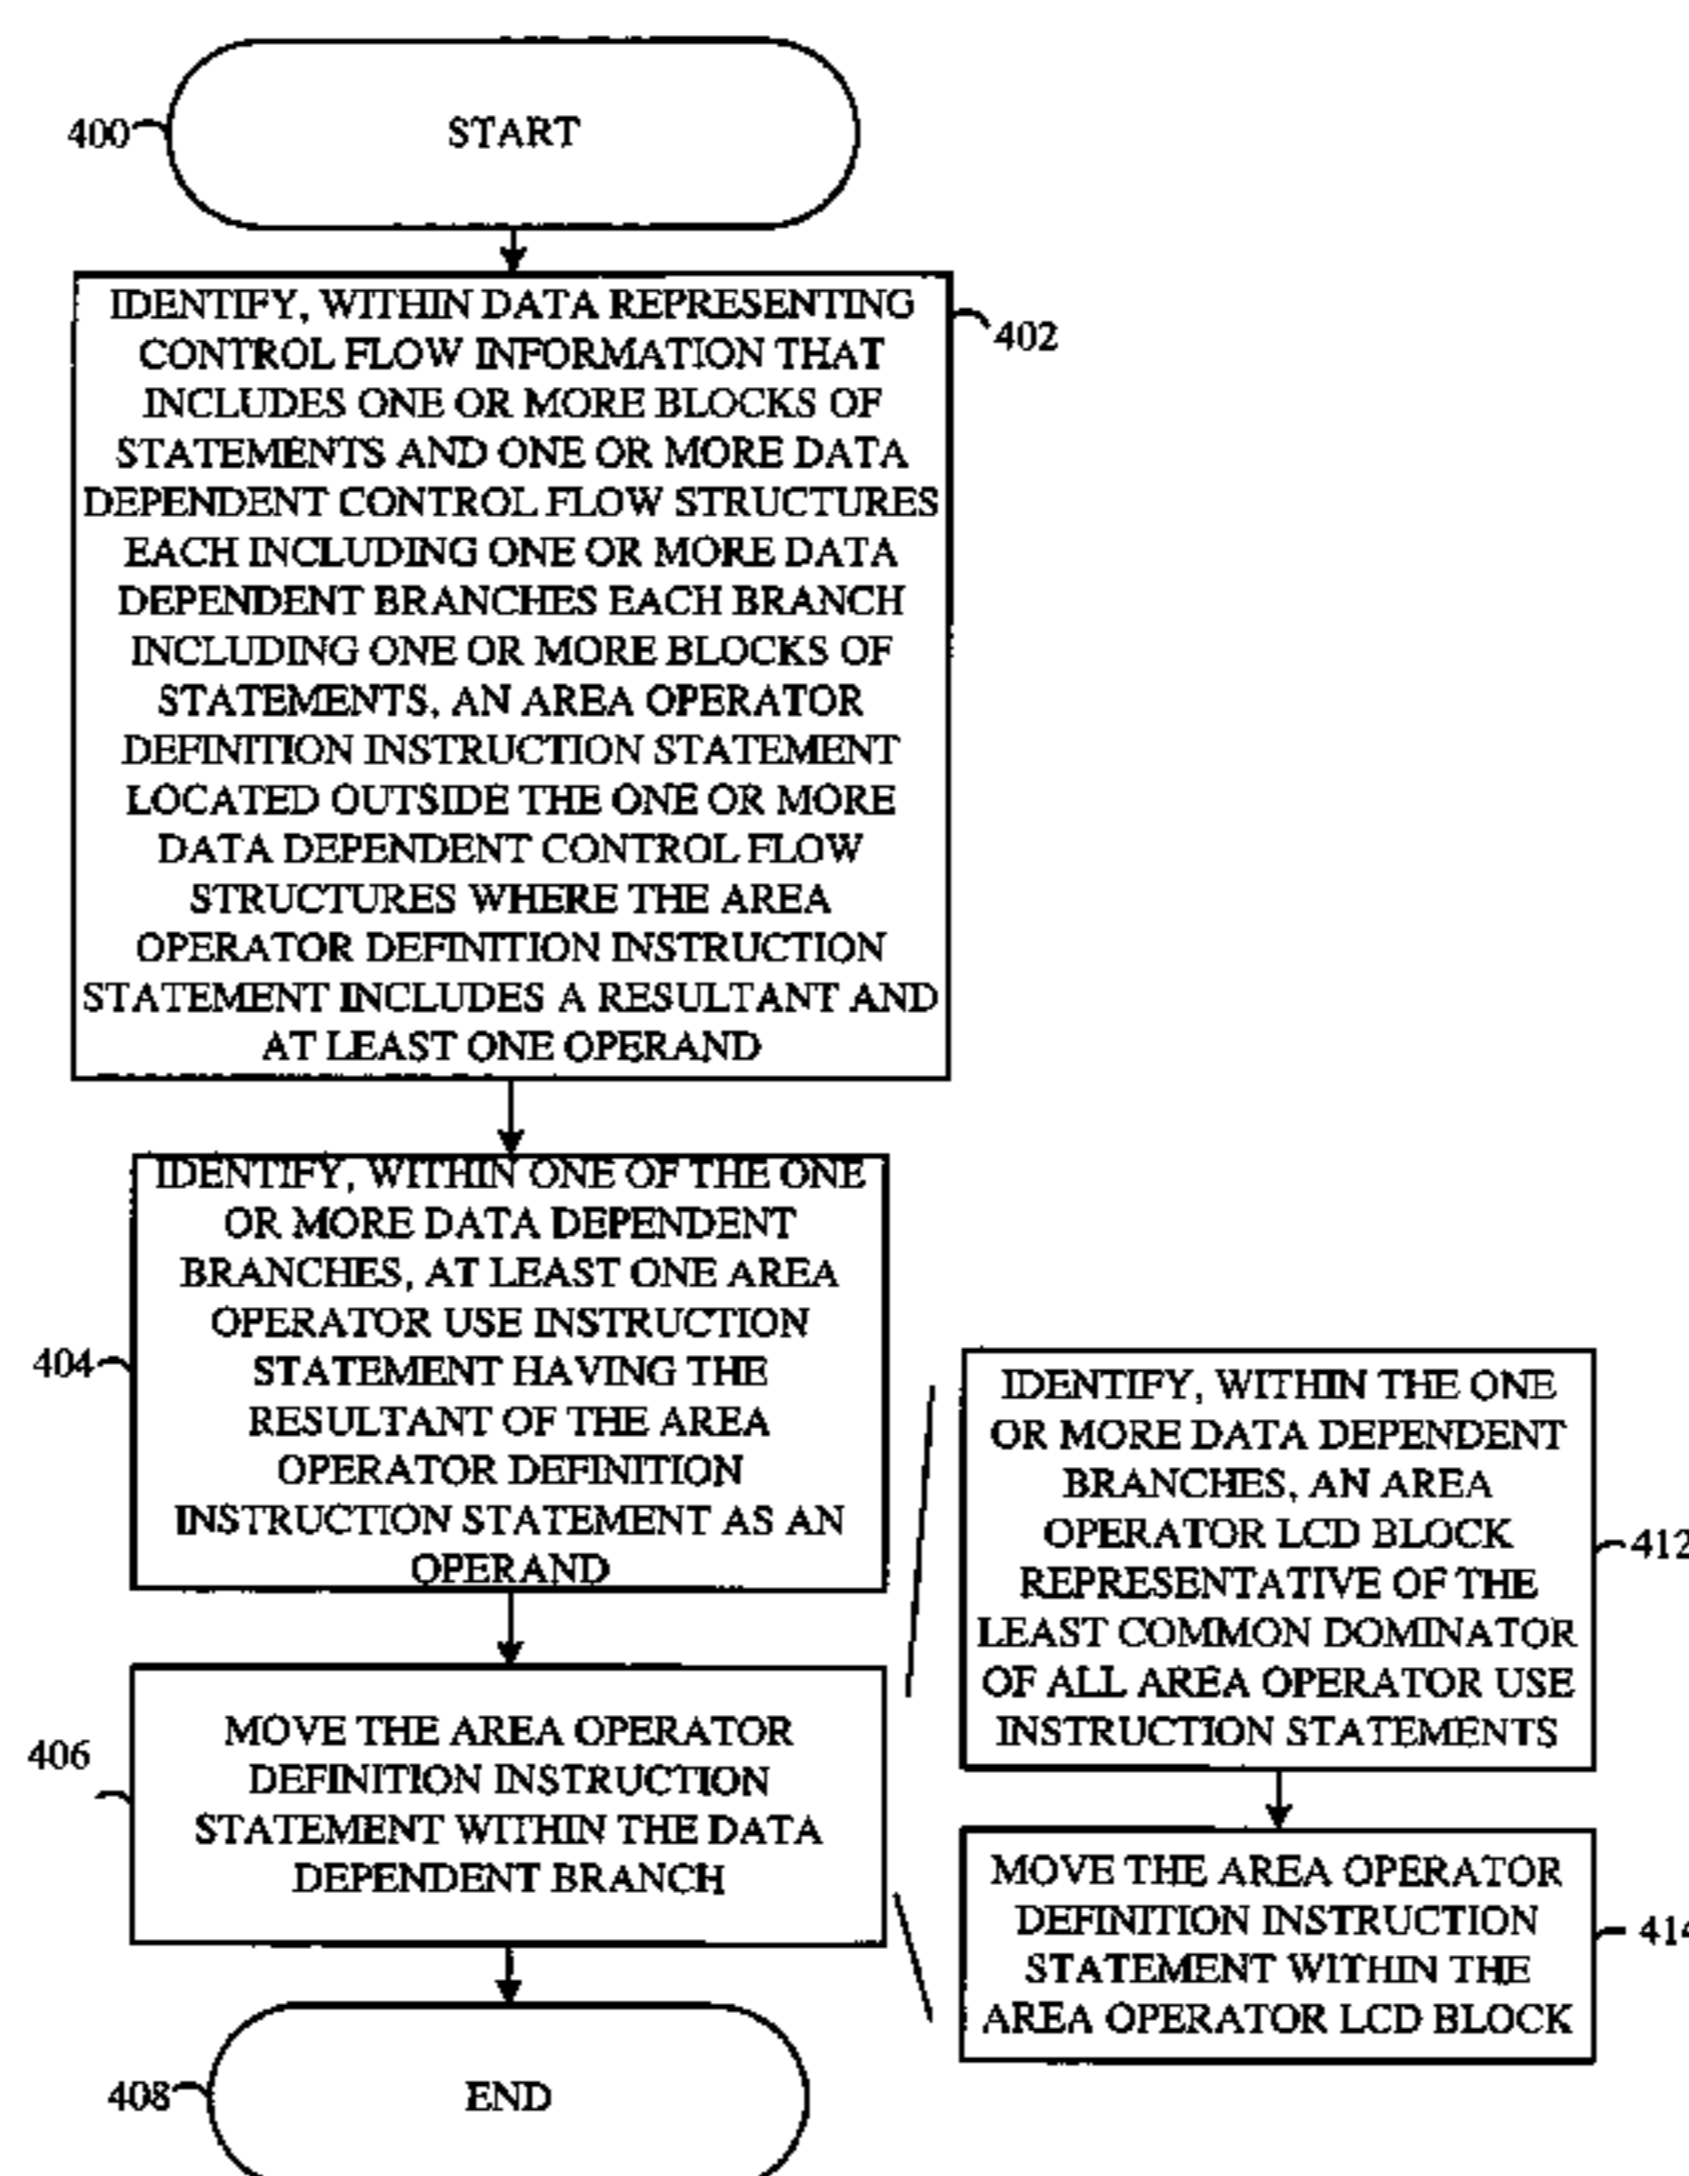 400
START
IDENTIFY, WITHIN DATA REPRESENTING
CONTROL FLOW INFORMATION THAT
INCLUDES ONE OR MORE BLOCKS OF
STATEMENTS AND ONE OR MORE DATA
DEPENDENT CONTROL FLOW STRUCTURES
EACH INCLUDING ONE OR MORE DATA
DEPENDENT BRANCHES EACH BRANCH
INCLUDING ONE OR MORE BLOCKS OF
STATEMENTS, AN AREA OPERATOR
DEFINITION INSTRUCTION STATEMENT
LOCATED OUTSIDE THE ONE OR MORE
DATA DEPENDENT CONTROL FLOW
STRUCTURES WHERE THE AREA
OPERATOR DEFINITION INSTRUCTION
STATEMENT INCLUDES A RESULTANT AND
AT LEAST ONE OPERAND
402
IDENTIFY, WITHIN ONE OF THE ONE
OR MORE DATA DEPENDENT
BRANCHES, AT LEAST ONE AREA
OPERATOR USE INSTRUCTION
STATEMENT HAVING THE
RESULTANT OF THE AREA
OPERATOR DEFINITION
INSTRUCTION STATEMENT AS AN
OPERAND
404
MOVE THE AREA OPERATOR
DEFINITION INSTRUCTION
STATEMENT WITHIN THE DATA
DEPENDENT BRANCH
406
IDENTIFY, WITHIN THE ONE
OR MORE DATA DEPENDENT
BRANCHES, AN AREA
OPERATOR LCD BLOCK
REPRESENTATIVE OF THE
LEAST COMMON DOMINATOR
OF ALL AREA OPERATOR USE
INSTRUCTION STATEMENTS
412
MOVE THE AREA OPERATOR
DEFINITION INSTRUCTION
STATEMENT WITHIN THE
AREA OPERATOR LCD BLOCK
414
408
END